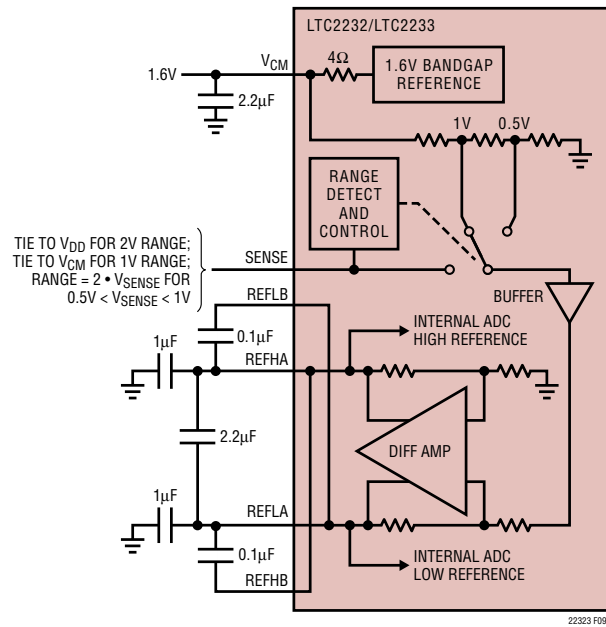 LTC2232/LTC2233
1.6V
VCM
4Ω
1.6V BANDGAP
REFERENCE
2.2µF
1V
0.5V
RANGE
DETECT
AND
CONTROL
TIE TO VDD FOR 2V RANGE;
TIE TO VCM FOR 1V RANGE;
RANGE = 2 • VSENSE FOR
0.5V < VSENSE < 1V
SENSE
REFLB
BUFFER
0.1µF
INTERNAL ADC
HIGH REFERENCE
1µF
REFHA
2.2µF
DIFF AMP
1µF
REFLA
0.1µF
INTERNAL ADC
LOW REFERENCE
REFHB
22323 F09